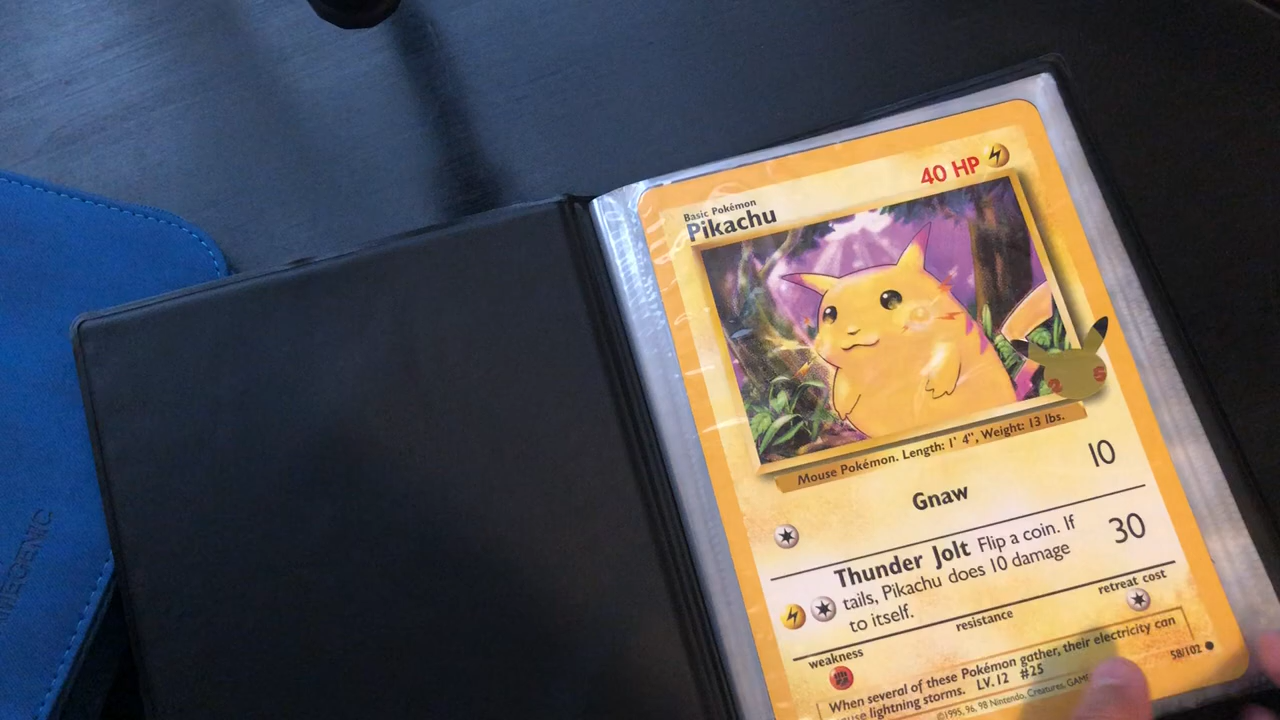 40 HP
Basic Pokémon
Pikachu
25
Mouse Pokémon. Length: 1' 4", Weight: 13 lbs.
Gnaw 10
Thunder Jolt Flip a coin. If
tails, Pikachu does 10 damage
to itself. 30
weakness resistance retreat cost
When several of these Pokémon gather, their electricity can
lightning storms. LV. 12 #25
58/102
©1995, 96, 98 Nintendo, Creatures,